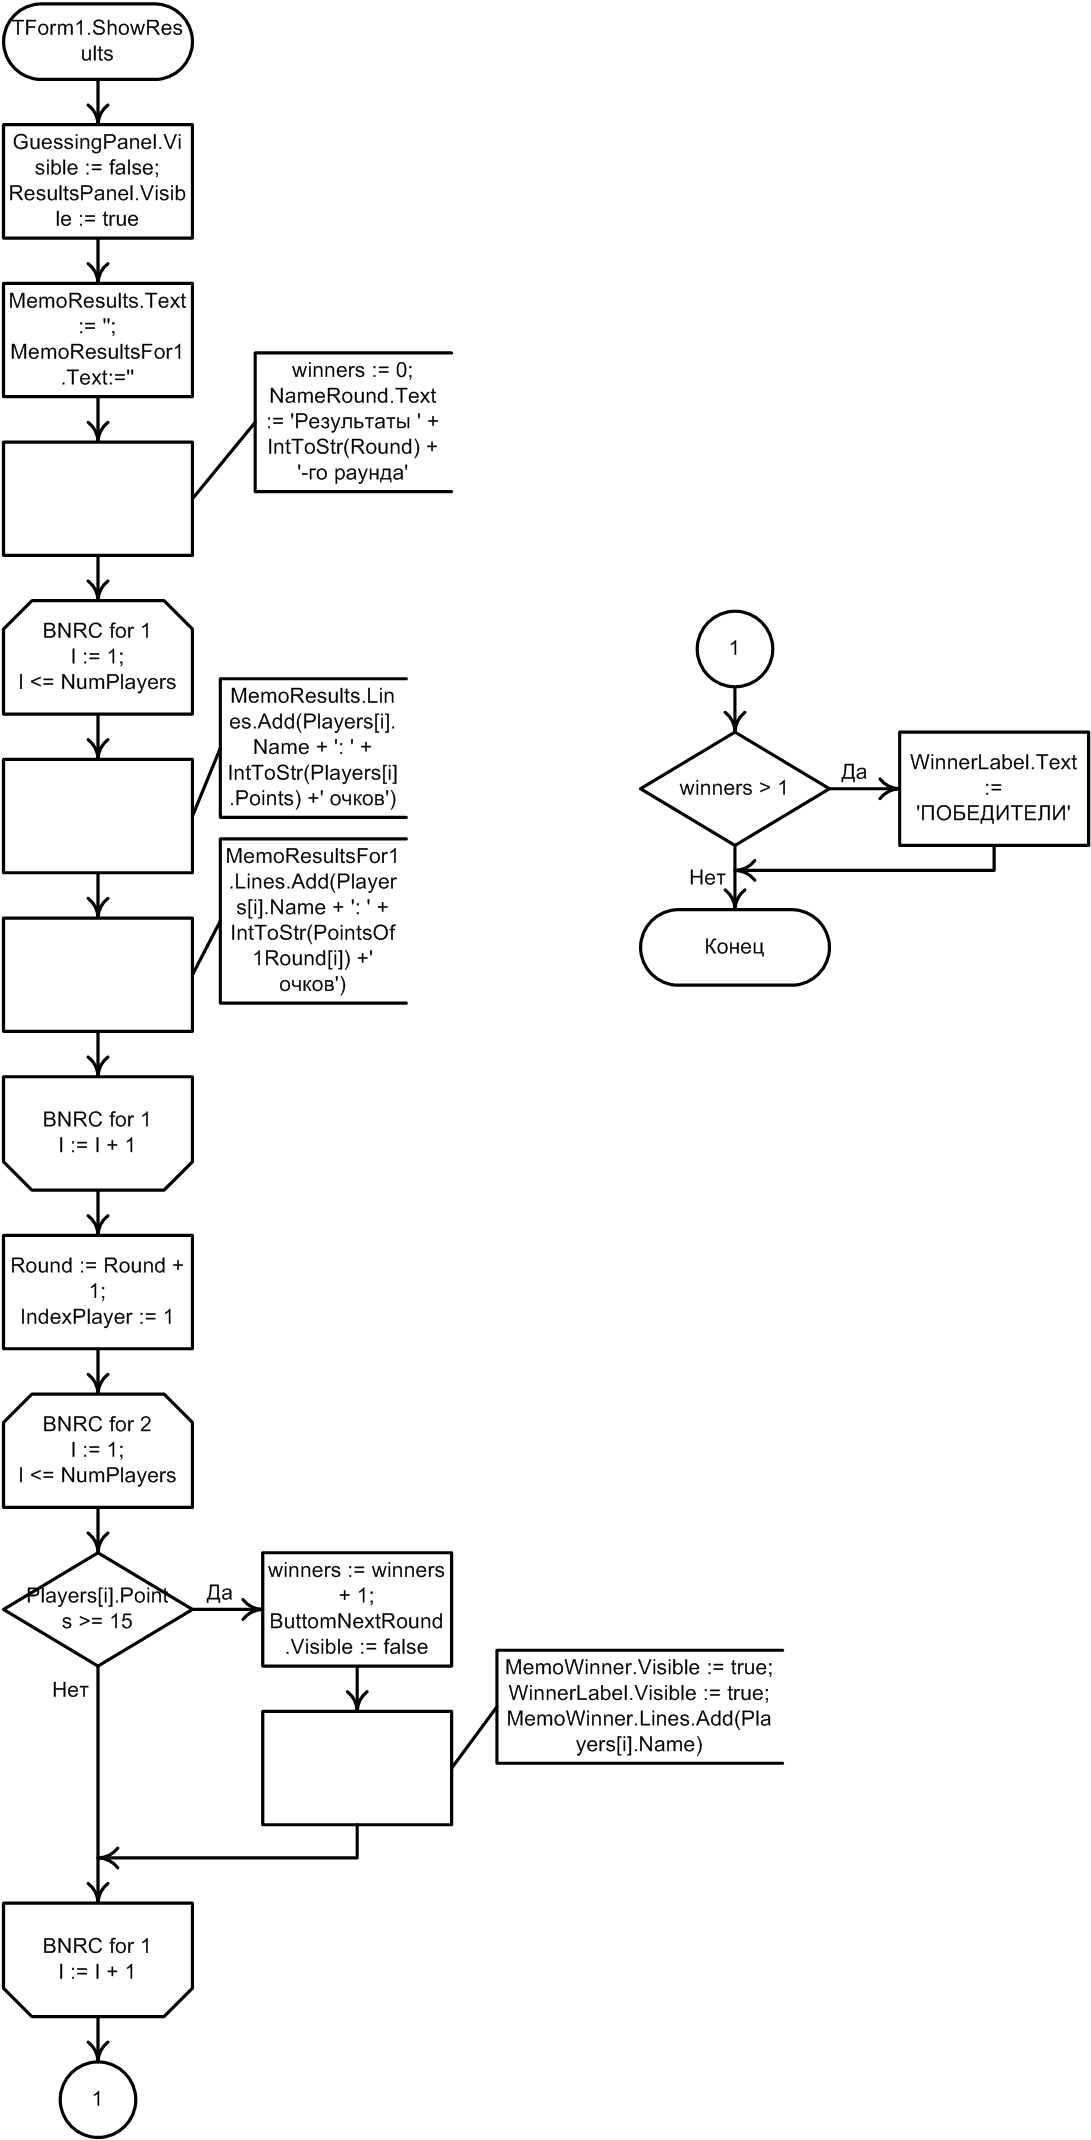 TForm1.ShowRes
ults
GuessingPanel.Vi
sible := false;
ResultsPanel.Visib
le := true
MemoResults.Text
:= '';
MemoResultsFor1
.Text:=''
winners := 0;
NameRound.Text
:= 'Результаты ' +
IntToStr(Round) +
'-го раунда'
BNRC for 1
I := 1;
I <= NumPlayers
MemoResults.Lin
es.Add(Players[i].
Name + ': ' +
IntToStr(Players[i]
.Points) +' очков')
MemoResultsFor1
.Lines.Add(Player
s[i].Name + ': ' +
IntToStr(PointsOf
1Round[i]) +'
очков')
BNRC for 1
I := I + 1
Round := Round +
1;
IndexPlayer := 1
BNRC for 2
I := 1;
I <= NumPlayers
Players[i].Point
s >= 15
Да
Нет
winners := winners
+ 1;
ButtomNextRound
.Visible := false
MemoWinner.Visible := true;
WinnerLabel.Visible := true;
MemoWinner.Lines.Add(Pla
yers[i].Name)
BNRC for 1
I := I + 1
1
1
winners > 1
Да
Нет
WinnerLabel.Text
:=
'ПОБЕДИТЕЛИ'
Конец